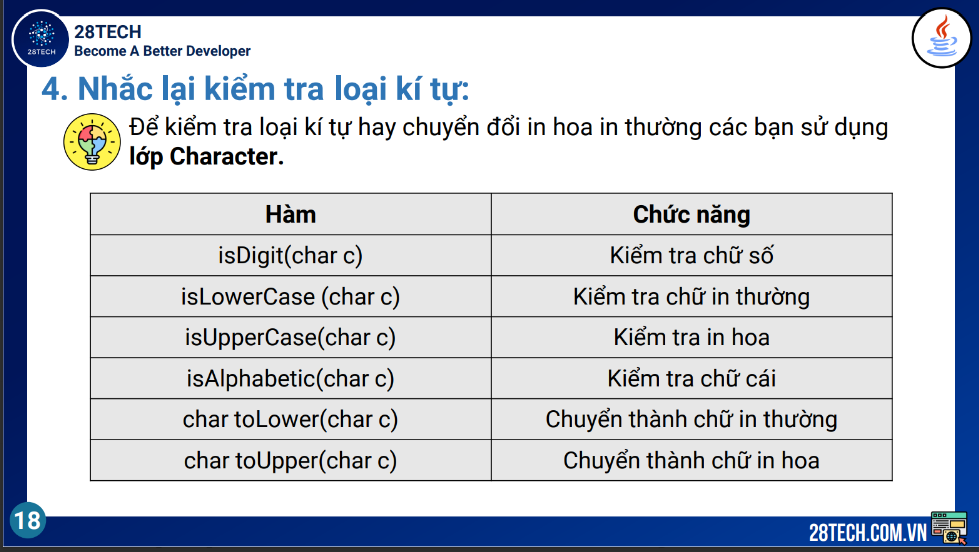 28TECH
Become A Better Developer
28TECH
4. Nhắc lại kiểm tra loại kí tự:
Để kiểm tra loại kí tự hay chuyển đổi in hoa in thường các bạn sử dụng
lớp Character.
Hàm Chức năng
isDigit(char c) Kiểm tra chữ số
isLowerCase (char c) Kiểm tra chữ in thường
isUpperCase(char c) Kiểm tra in hoa
isAlphabetic(char c) Kiểm tra chữ cái
char toLower(char c) Chuyển thành chữ in thường
char toUpper(char c) Chuyển thành chữ in hoa
18
28TECH.COM.VN